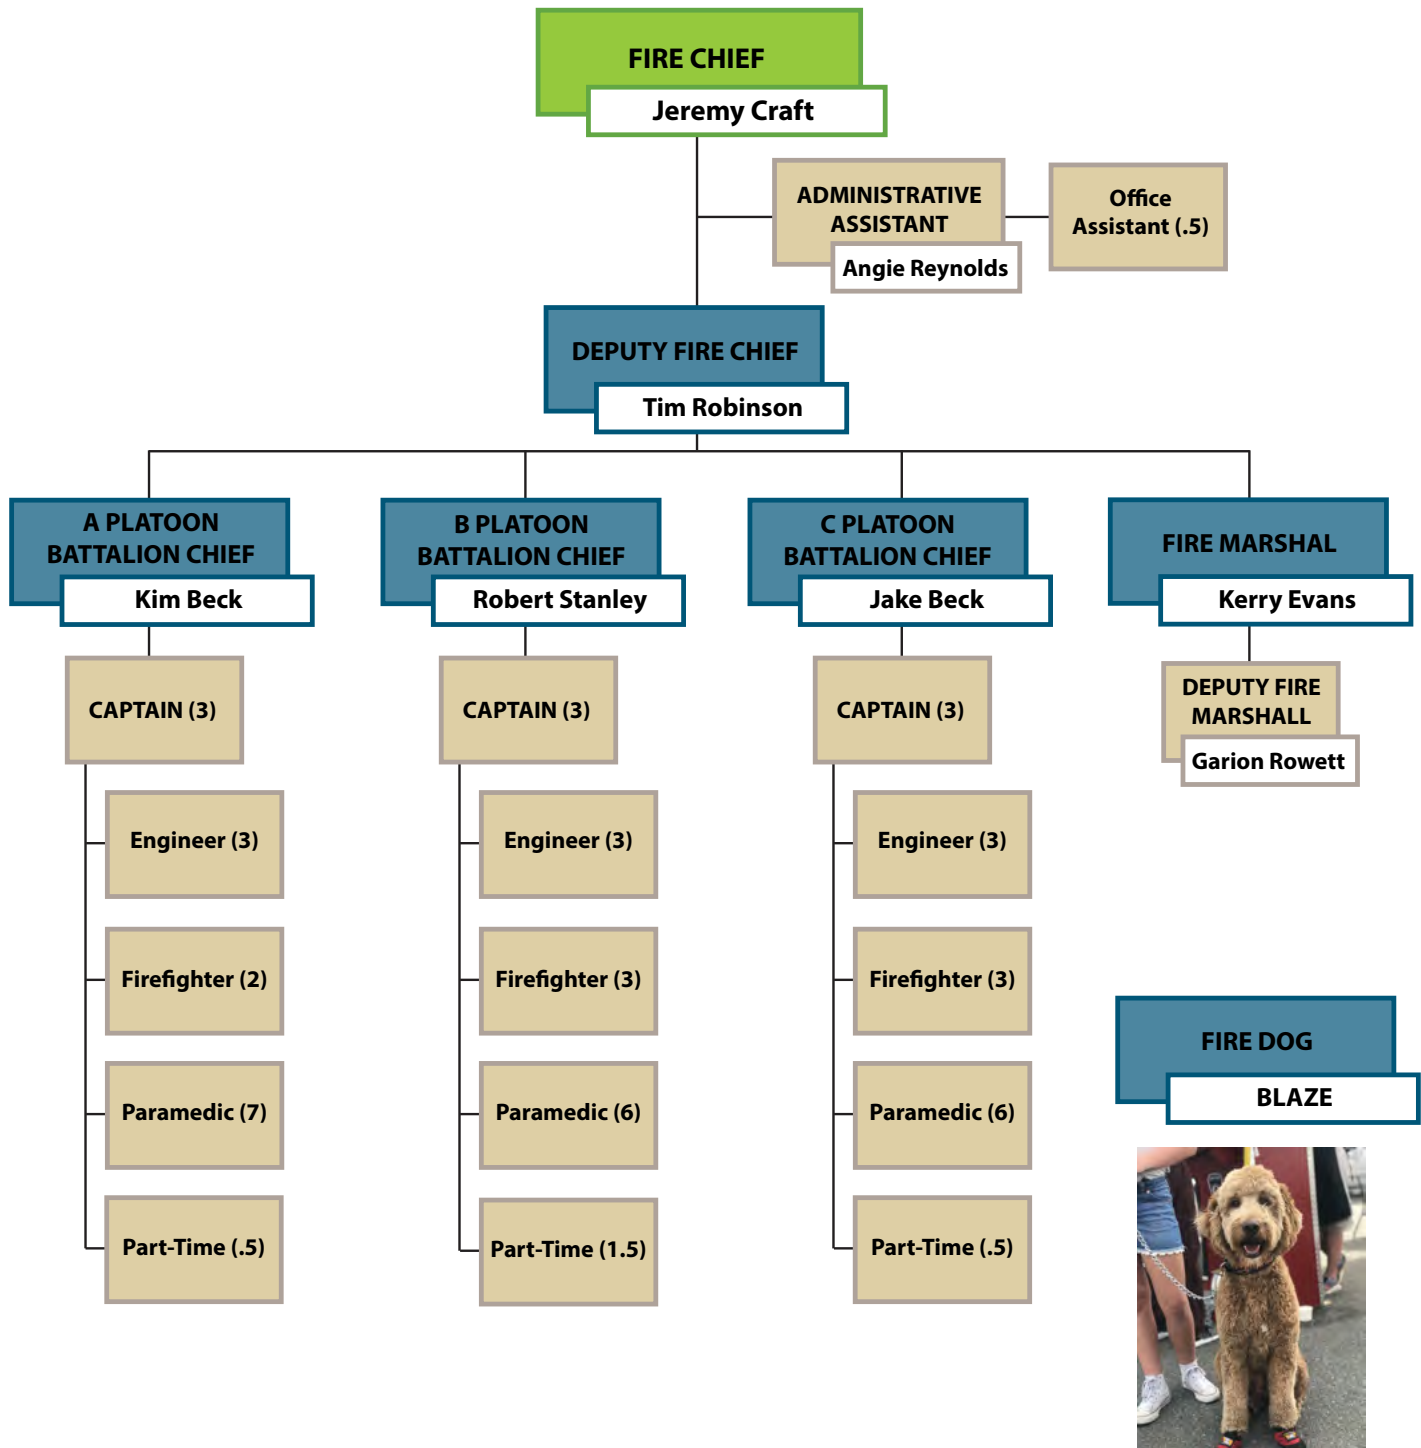 FIRE CHIEF
Jeremy Craft
ADMINISTRATIVE
ASSISTANT
Angie Reynolds
Office
Assistant (.5)
DEPUTY FIRE CHIEF
Tim Robinson
A PLATOON
BATTALION CHIEF
Kim Beck
B PLATOON
BATTALION CHIEF
Robert Stanley
C PLATOON
BATTALION CHIEF
Jake Beck
FIRE MARSHAL
Kerry Evans
CAPTAIN (3)
Engineer (3)
Firefighter (2)
Paramedic (7)
Part-Time (.5)
CAPTAIN (3)
Engineer (3)
Firefighter (3)
Paramedic (6)
Part-Time (1.5)
CAPTAIN (3)
Engineer (3)
Firefighter (3)
Paramedic (6)
Part-Time (.5)
DEPUTY FIRE
MARSHALL
Garion Rowett
FIRE DOG
BLAZE